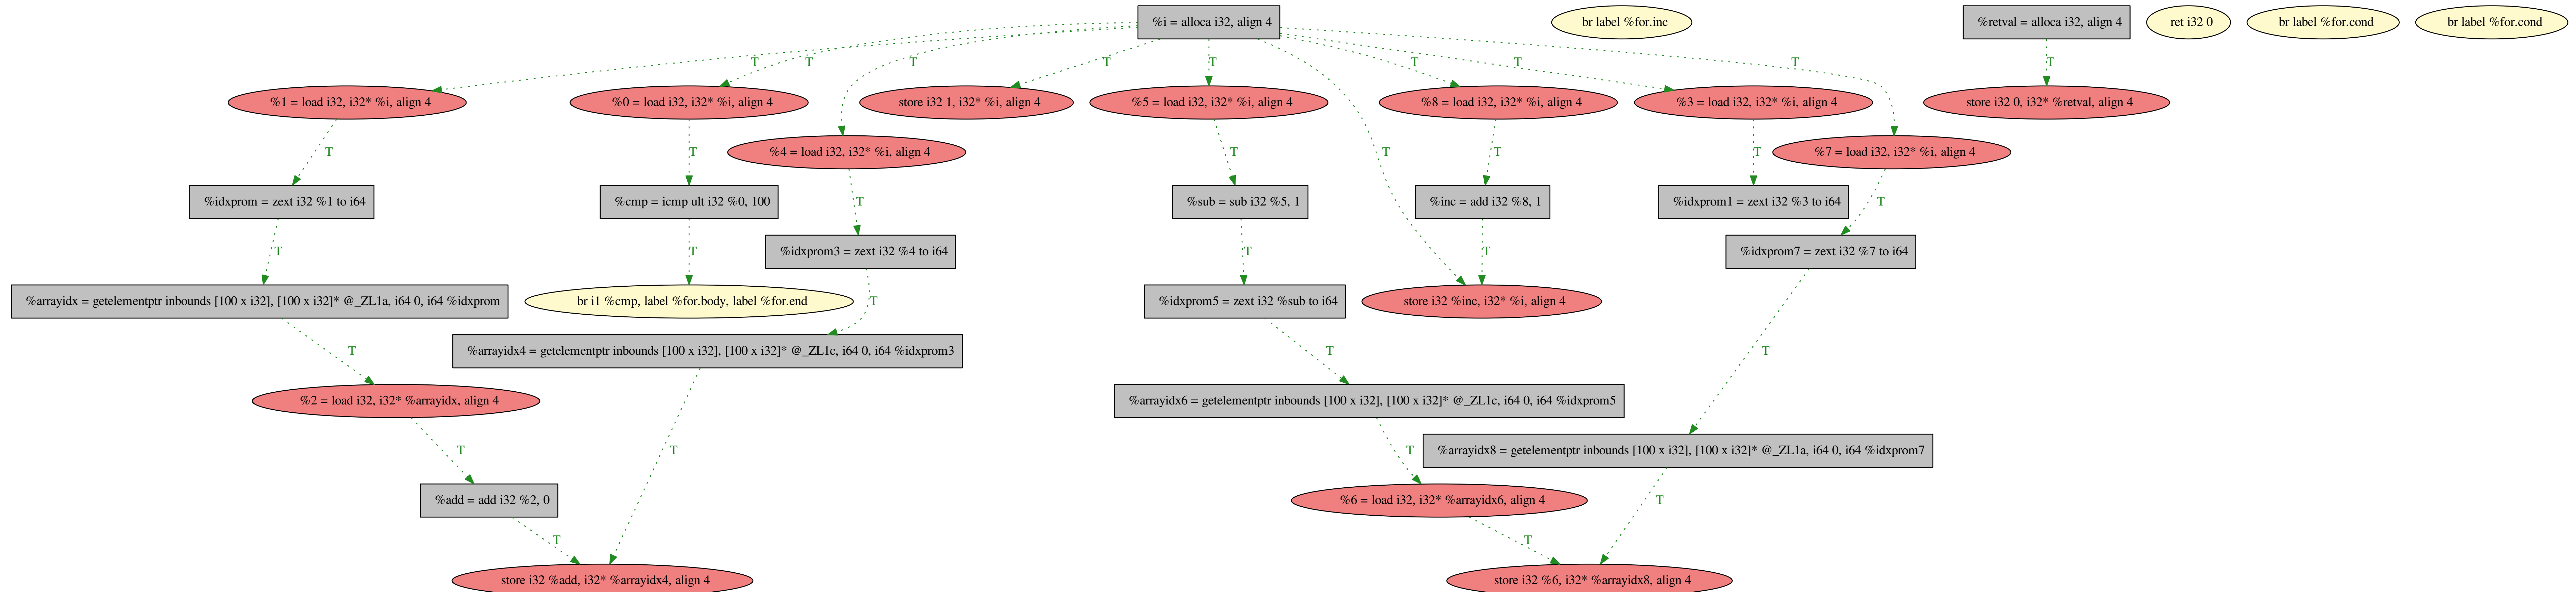 %i = alloca i32, align 4
br label %for.inc
%retval = alloca i32, align 4
ret i32 0
br label %for.cond
br label %for.cond
T
T
T
T
T
T
T
T
T
%1 = load i32, i32* %i, align 4
%0 = load i32, i32* %i, align 4
store i32 1, i32* %i, align 4
%5 = load i32, i32* %i, align 4
%8 = load i32, i32* %i, align 4
%3 = load i32, i32* %i, align 4
store i32 0, i32* %retval, align 4
%4 = load i32, i32* %i, align 4
%7 = load i32, i32* %i, align 4
T
T
T
T
T
T
%idxprom = zext i32 %1 to i64
%cmp = icmp ult i32 %0, 100
T
%sub = sub i32 %5, 1
%inc = add i32 %8, 1
%idxprom1 = zext i32 %3 to i64
T
T
T
%idxprom3 = zext i32 %4 to i64
T
T
%idxprom7 = zext i32 %7 to i64
%arrayidx = getelementptr inbounds [100 x i32], [100 x i32]* @_ZL1a, i64 0, i64 %idxprom
br i1 %cmp, label %for.body, label %for.end
T
%idxprom5 = zext i32 %sub to i64
store i32 %inc, i32* %i, align 4
T
%arrayidx4 = getelementptr inbounds [100 x i32], [100 x i32]* @_ZL1c, i64 0, i64 %idxprom3
T
T
%2 = load i32, i32* %arrayidx, align 4
%arrayidx6 = getelementptr inbounds [100 x i32], [100 x i32]* @_ZL1c, i64 0, i64 %idxprom5
T
T
T
%arrayidx8 = getelementptr inbounds [100 x i32], [100 x i32]* @_ZL1a, i64 0, i64 %idxprom7
%add = add i32 %2, 0
%6 = load i32, i32* %arrayidx6, align 4
T
T
T
store i32 %add, i32* %arrayidx4, align 4
store i32 %6, i32* %arrayidx8, align 4